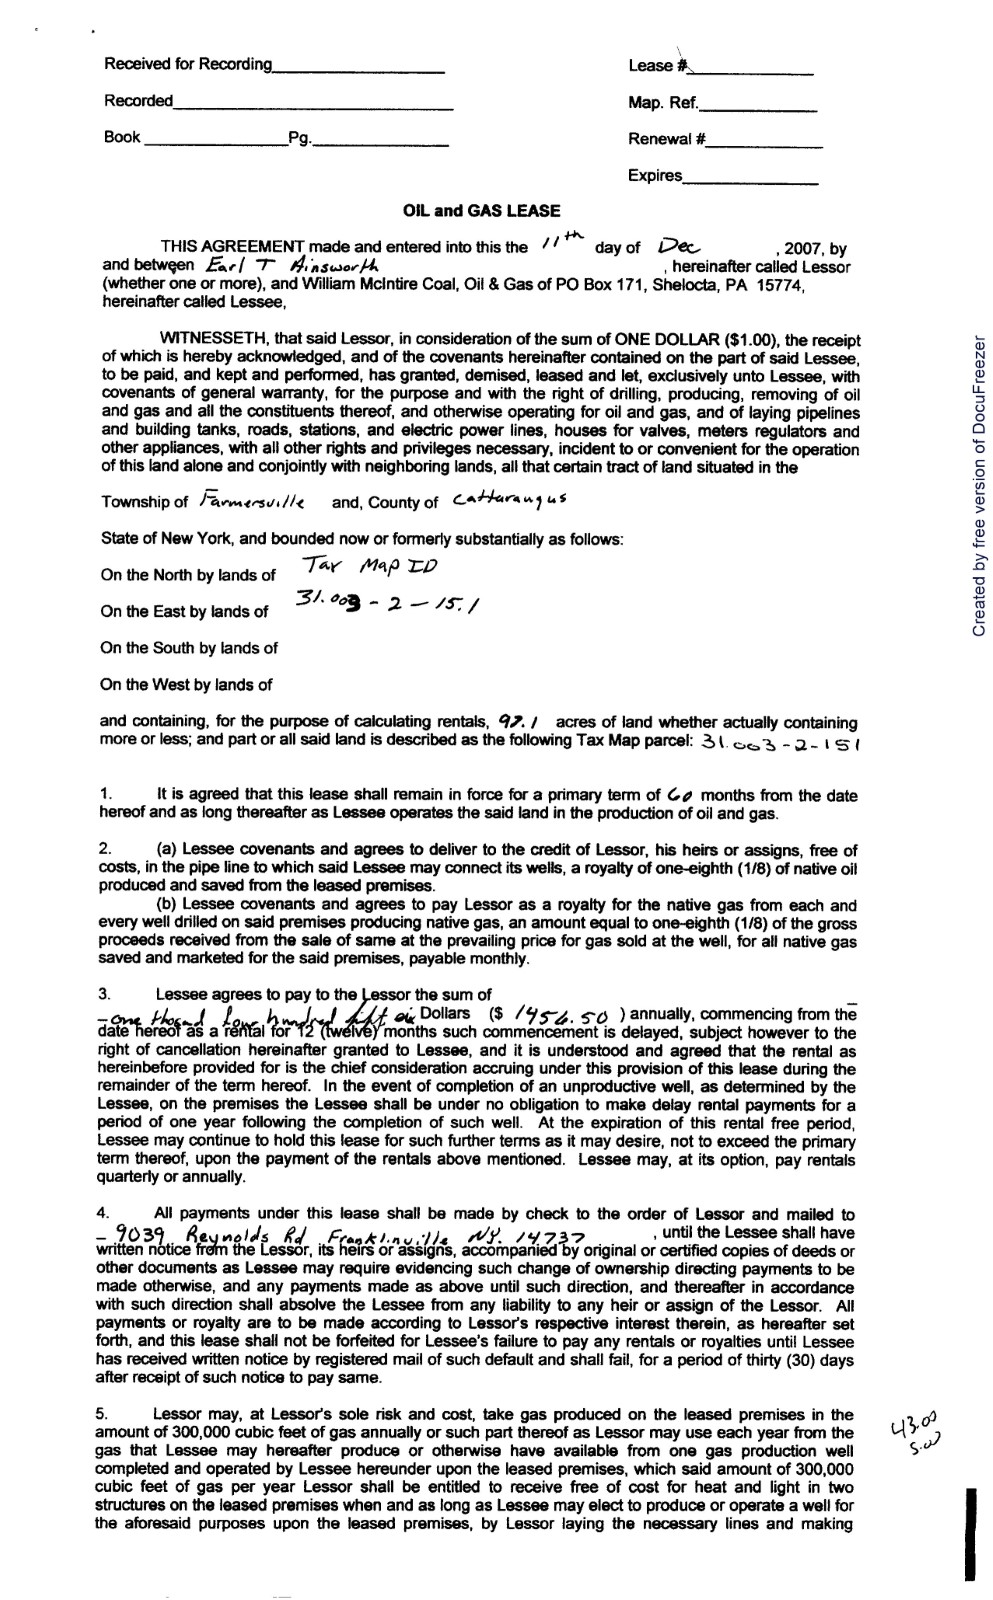 Received for Recording
Lease #
Recorded
Map. Ref.
Book Pg.
Renewal #
Expires
OIL and GAS LEASE
THIS AGREEMENT made and entered into this the 11th day of Dec , 2007, by
and between Earl T Ainsworth , hereinafter called Lessor
(whether one or more), and William McIntire Coal, Oil & Gas of PO Box 171, Shelocta, PA 15774,
hereinafter called Lessee,
WITNESSETH, that said Lessor, in consideration of the sum of ONE DOLLAR ($1.00), the receipt
of which is hereby acknowledged, and of the covenants hereinafter contained on the part of said Lessee,
to be paid, and kept and performed, has granted, demised, leased and let, exclusively unto Lessee, with
covenants of general warranty, for the purpose and with the right of drilling, producing, removing of oil
and gas and all the constituents thereof, and otherwise operating for oil and gas, and of laying pipelines
and building tanks, roads, stations, and electric power lines, houses for valves, meters regulators and
other appliances, with all other rights and privileges necessary, incident to or convenient for the operation
of this land alone and conjointly with neighboring lands, all that certain tract of land situated in the
Township of Farmersville and, County of Cattaraugus
State of New York, and bounded now or formerly substantially as follows:
On the North by lands of Tax Map ID
On the East by lands of 31.003-2-15.1
On the South by lands of
On the West by lands of
and containing, for the purpose of calculating rentals, 97.1 acres of land whether actually containing
more or less; and part or all said land is described as the following Tax Map parcel: 31.003-2-151
1. It is agreed that this lease shall remain in force for a primary term of 60 months from the date
hereof and as long thereafter as Lessee operates the said land in the production of oil and gas.
2. (a) Lessee covenants and agrees to deliver to the credit of Lessor, his heirs or assigns, free of
costs, in the pipe line to which said Lessee may connect its wells, a royalty of one-eighth (1/8) of native oil
produced and saved from the leased premises.
(b) Lessee covenants and agrees to pay Lessor as a royalty for the native gas from each and
every well drilled on said premises producing native gas, an amount equal to one-eighth (1/8) of the gross
proceeds received from the sale of same at the prevailing price for gas sold at the well, for all native gas
saved and marketed for the said premises, payable monthly.
3. Lessee agrees to pay to the Lessor the sum of
one hundred Dollars ($ 1456.50 ) annually, commencing from the
date hereof as a rental for 12 (twelve) months such commencement is delayed, subject however to the
right of cancellation hereinafter granted to Lessee, and it is understood and agreed that the rental as
hereinbefore provided for is the chief consideration accruing under this provision of this lease during the
remainder of the term hereof. In the event of completion of an unproductive well, as determined by the
Lessee, on the premises the Lessee shall be under no obligation to make delay rental payments for a
period of one year following the completion of such well. At the expiration of this rental free period,
Lessee may continue to hold this lease for such further terms as it may desire, not to exceed the primary
term thereof, upon the payment of the rentals above mentioned. Lessee may, at its option, pay rentals
quarterly or annually.
4. All payments under this lease shall be made by check to the order of Lessor and mailed to
9039 Reynolds Rd Franklinville NY. 14737 , until the Lessee shall have
written notice from the Lessor, its heirs or assigns, accompanied by original or certified copies of deeds or
other documents as Lessee may require evidencing such change of ownership directing payments to be
made otherwise, and any payments made as above until such direction, and thereafter in accordance
with such direction shall absolve the Lessee from any liability to any heir or assign of the Lessor. All
payments or royalty are to be made according to Lessor's respective interest therein, as hereafter set
forth, and this lease shall not be forfeited for Lessee's failure to pay any rentals or royalties until Lessee
has received written notice by registered mail of such default and shall fail, for a period of thirty (30) days
after receipt of such notice to pay same.
5. Lessor may, at Lessor's sole risk and cost, take gas produced on the leased premises in the
amount of 300,000 cubic feet of gas annually or such part thereof as Lessor may use each year from the
gas that Lessee may hereafter produce or otherwise have available from one gas production well
completed and operated by Lessee hereunder upon the leased premises, which said amount of 300,000
cubic feet of gas per year Lessor shall be entitled to receive free of cost for heat and light in two
structures on the leased premises when and as long as Lessee may elect to produce or operate a well for
the aforesaid purposes upon the leased premises, by Lessor laying the necessary lines and making
43.00
5.00
Created by free version of DocuFreezer